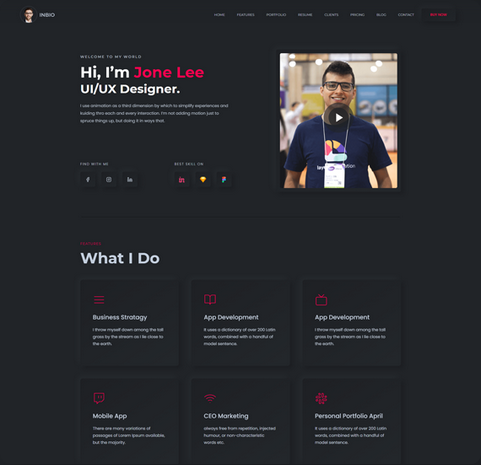 INBIO
HOME FEATURES PORTFOLIO RESUME CLIENTS PRICING BLOG CONTACT BUY NOW
WELCOME TO MY WORLD
Hi, I'm Jone Lee
UI/UX Designer.
I use animation as a third dimension by which to simplify experiences and
kuiding thro each and every interaction. I'm not adding motion just to
spruce things up, but doing it in ways that.
FIND WITH ME
BEST SKILL ON
f
in
FEATURES
What I Do
Business Stratagy
I throw myself down among the tall
grass by the stream as I lie close to
the earth.
App Development
It uses a dictionary of over 200 Latin
words, combined with a handful of
model sentence.
App Development
I throw myself down among the tall
grass by the stream as I lie close to
the earth.
Mobile App
There are many variations of
passages of Lorem Ipsum available,
but the majority.
CEO Marketing
always free from repetition, injected
humour, or non-characteristic
words etc.
Personal Portfolio April
It uses a dictionary of over 200 Latin
words, combined with a handful of
model sentence.